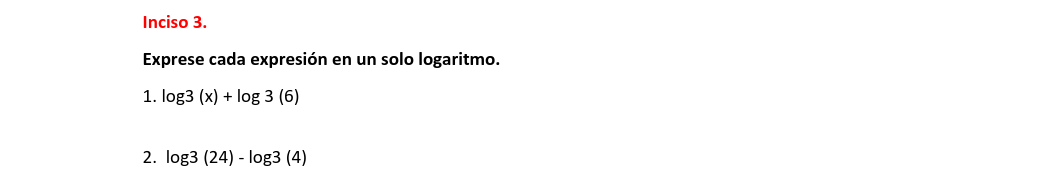 Inciso 3.
Exprese cada expresión en un solo logaritmo.
1. log3 (x) + log 3 (6)
2. log3 (24) - log3 (4)